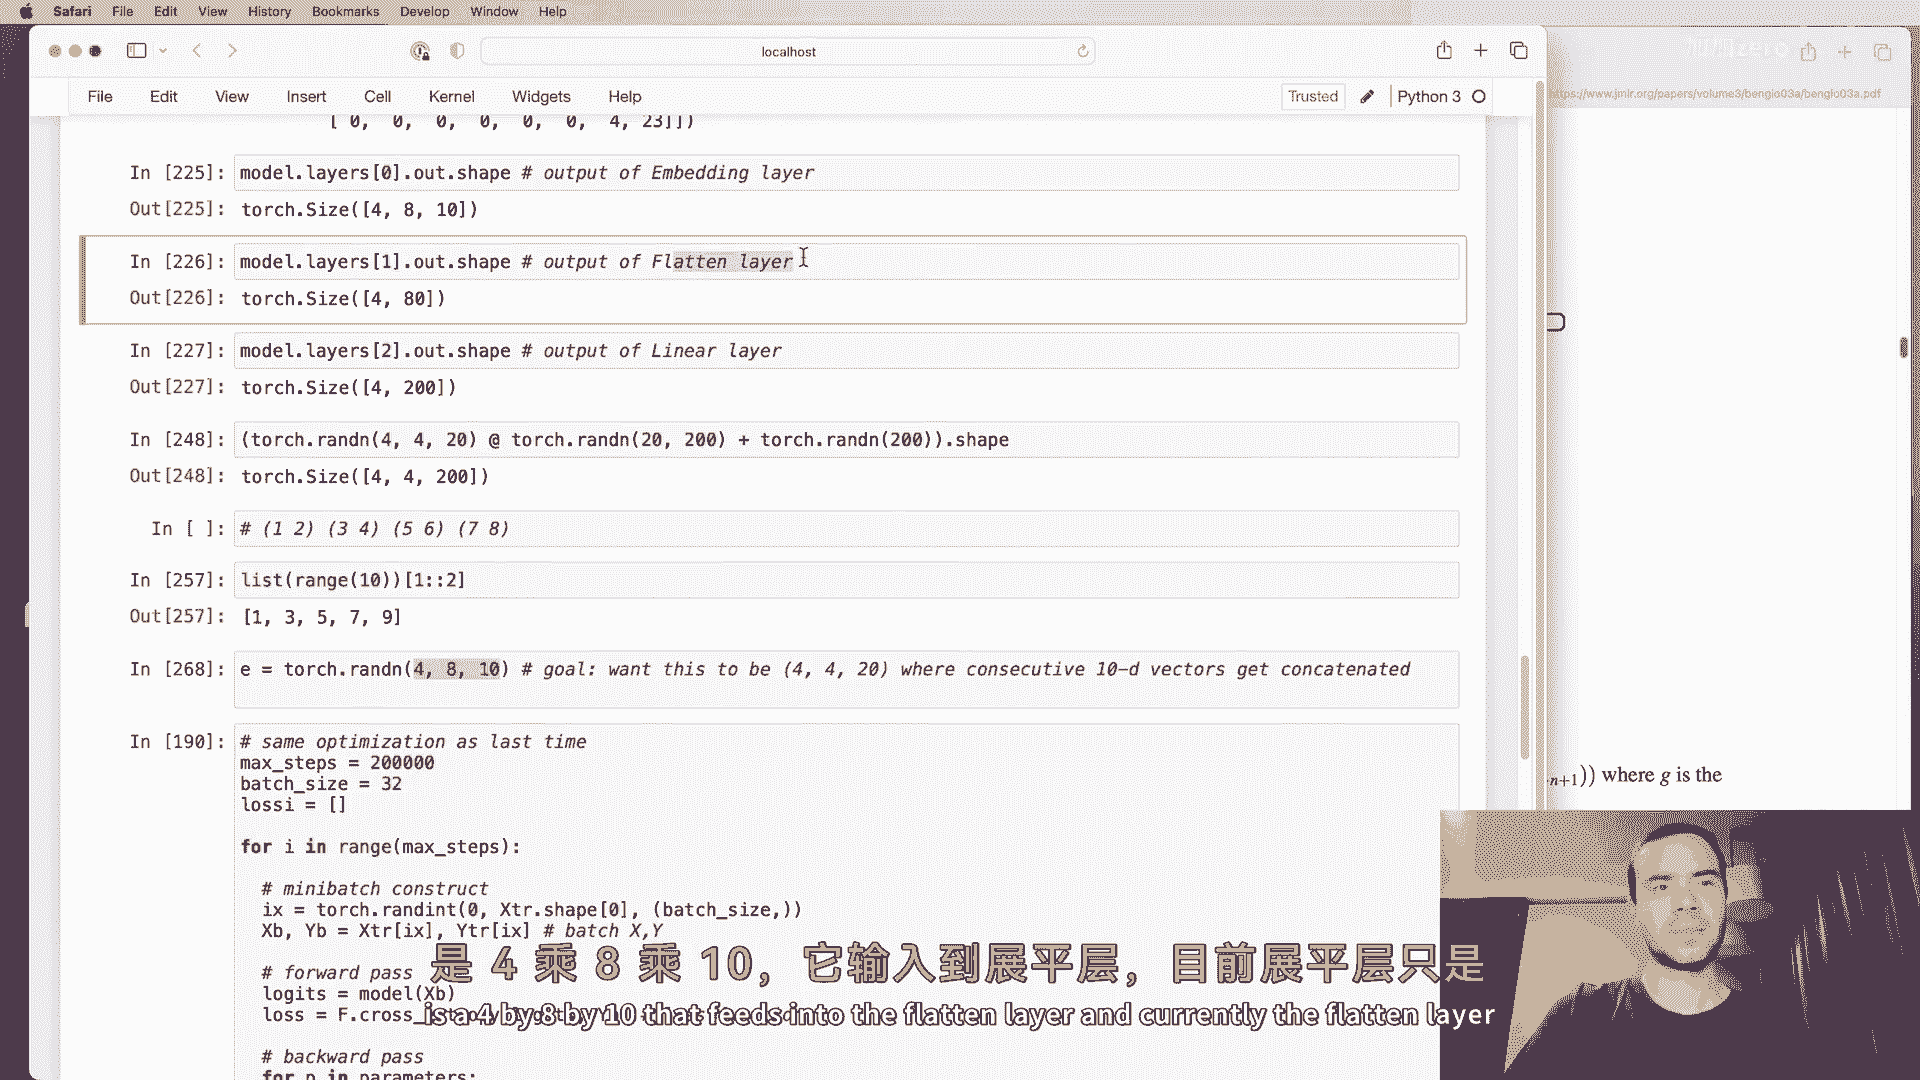 Safari File Edit View History Bookmarks Develop Window Help
localhost
https://www.jmlr.org/papers/volume3/bengio03a/bengio03a.pdf
File Edit View Insert Cell Kernel Widgets Help Trusted Python 3
[ 0, 0, 0, 0, 0, 0, 4, 23]])
In [225]: model.layers[0].out.shape # output of Embedding layer
Out[225]: torch.Size([4, 8, 10])
In [226]: model.layers[1].out.shape # output of Flatten layer
Out[226]: torch.Size([4, 80])
In [227]: model.layers[2].out.shape # output of Linear layer
Out[227]: torch.Size([4, 200])
In [248]: (torch.randn(4, 4, 20) @ torch.randn(20, 200) + torch.randn(200)).shape
Out[248]: torch.Size([4, 4, 200])
In [ ]: # (1 2) (3 4) (5 6) (7 8)
In [257]: list(range(10))[1::2]
Out[257]: [1, 3, 5, 7, 9]
In [268]: e = torch.randn(4, 8, 10) # goal: want this to be (4, 4, 20) where consecutive 10-d vectors get concatenated
In [190]: # same optimization as last time
max_steps = 200000
batch_size = 32
lossi = []
for i in range(max_steps):
# minibatch construct
ix = torch.randint(0, Xtr.shape[0], (batch_size,))
Xb, Yb = Xtr[ix], Ytr[ix] # batch X,Y
# forward pass
logits = model(Xb)
loss = F.cross_
# backward pass
for p in parameters:
n+1)) where g is the
是 4 乘 8 乘 10，它输入到展平层，目前展平层只是
is a 4 by 8 by 10 that feeds into the flatten layer and currently the flatten layer